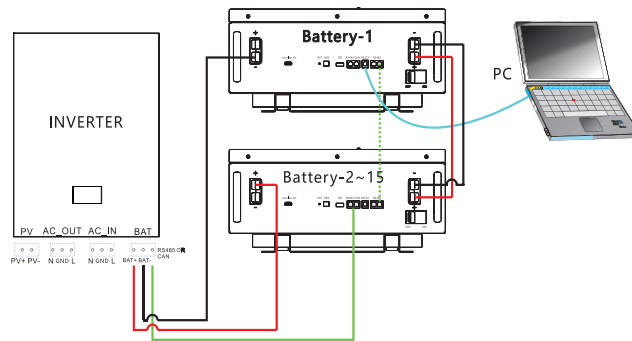 Battery-1
+
-
-
+
PC
INVERTER
Battery-2~15
+
-
-
+
PV AC_OUT AC_IN BAT
RS485 OR
CAN
PV+ PV- N GND L N GND L BAT+ BAT-